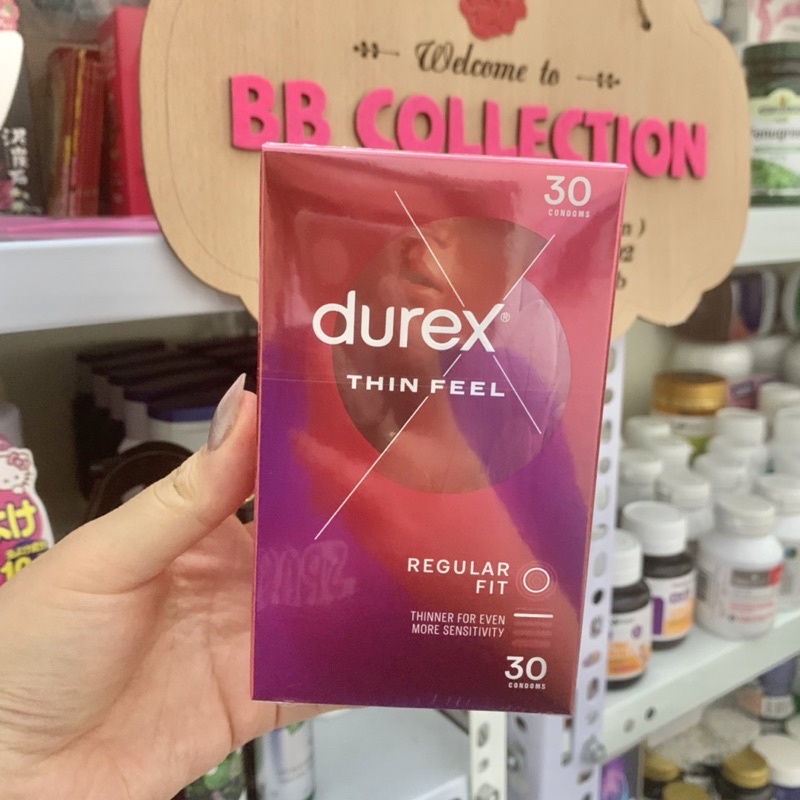 Welcome to
BB COLLECTION
30
CONDOMS
durex®
THIN FEEL
REGULAR
FIT
THINNER FOR EVEN
MORE SENSITIVITY
30
CONDOMS